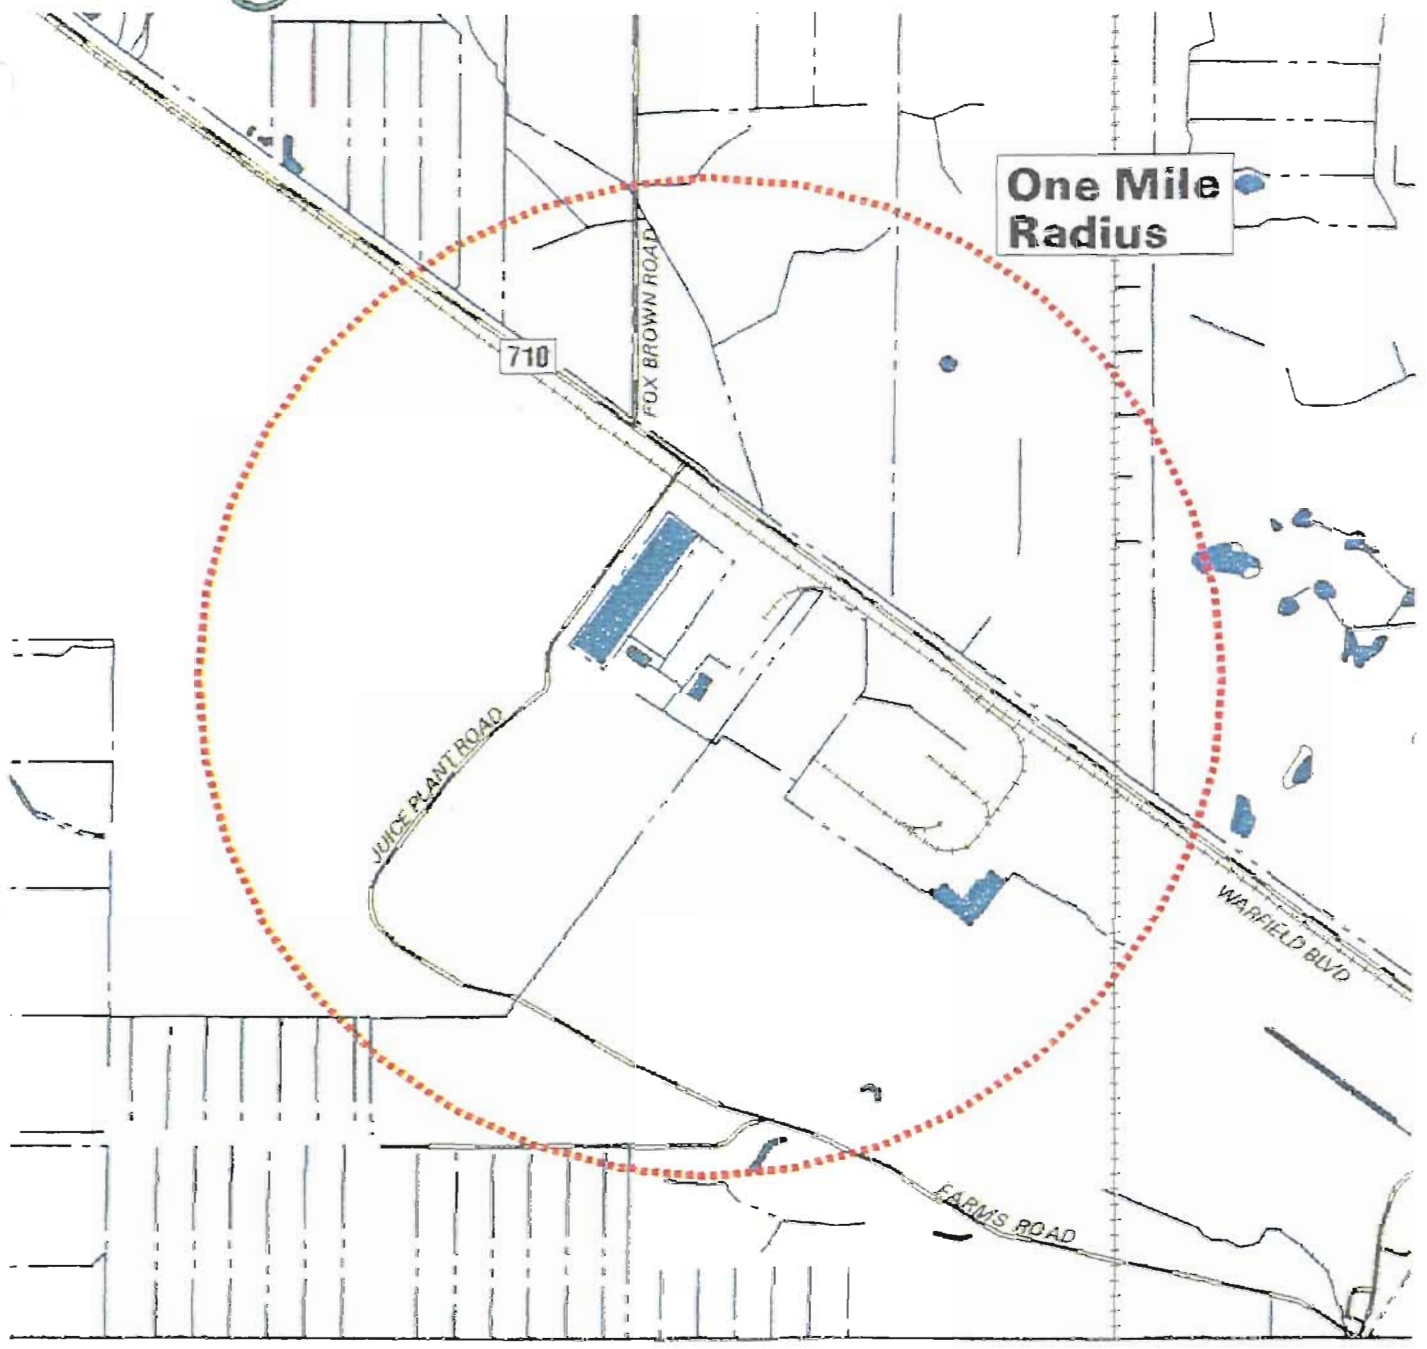 One Mile
Radius
FOX BROWN ROAD
710
JUICE PLANT ROAD
WARFIELD BLVD
FARMS ROAD